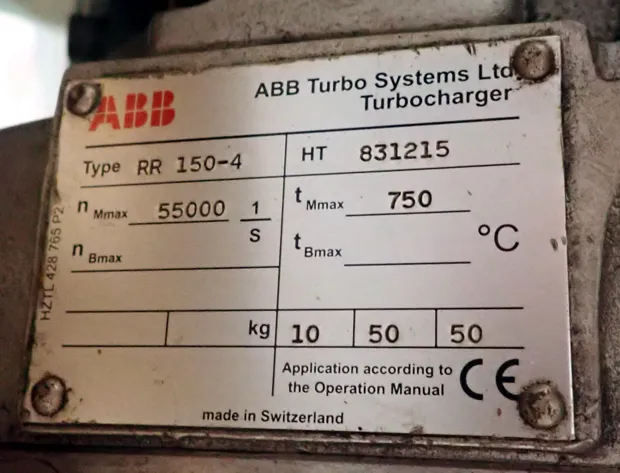 ABB
ABB Turbo Systems Ltd
Turbocharger
Type RR 150-4
HT 831215
n Mmax 55000 1/S
t Mmax 750
n Bmax
t Bmax
°C
kg 10 50 50
Application according to
the Operation Manual
CE
made in Switzerland
HZTL 428 765 P2